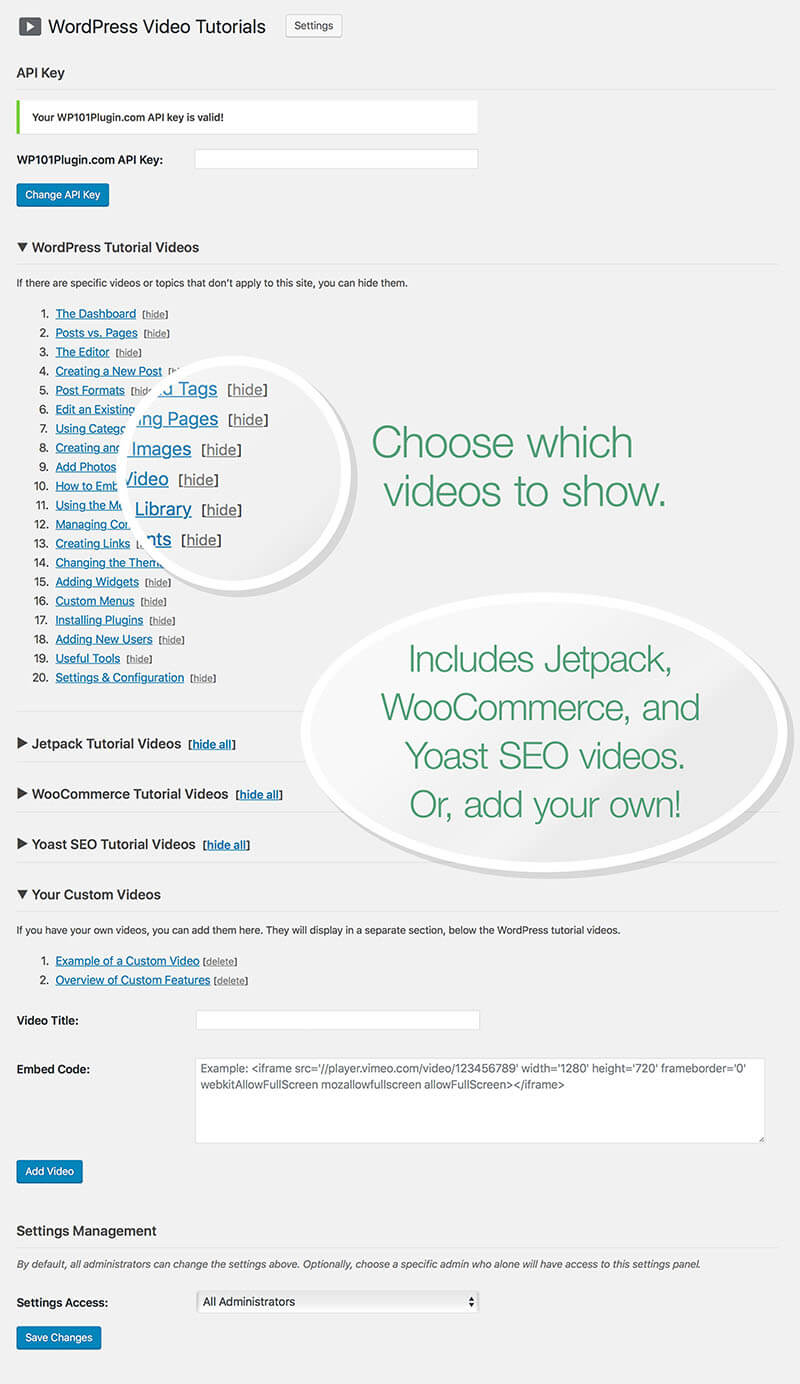 WordPress Video Tutorials Settings
API Key
Your WP101Plugin.com API key is valid!
WP101Plugin.com API Key:
Change API Key
▼ WordPress Tutorial Videos
If there are specific videos or topics that don't apply to this site, you can hide them.
1. The Dashboard [hide]
2. Posts vs. Pages [hide]
3. The Editor [hide]
4. Creating a New Post
5. Post Formats
6. Edit an Existing
7. Using
8. Creating
9. Add Photos
10. How to
11. Using the
12. Managing
13. Creating Links
14. Changing the
15. Adding Widgets [hide]
16. Custom Menus [hide]
17. Installing Plugins [hide]
18. Adding New Users [hide]
19. Useful Tools [hide]
20. Settings & Configuration [hide]
Tags [hide]
Pages [hide]
Images [hide]
Video [hide]
Library [hide]
[hide]
Choose which
videos to show.
Includes Jetpack,
WooCommerce, and
Yoast SEO videos.
Or, add your own!
▶ Jetpack Tutorial Videos [hide all]
▶ WooCommerce Tutorial Videos [hide all]
▶ Yoast SEO Tutorial Videos [hide all]
▼ Your Custom Videos
If you have your own videos, you can add them here. They will display in a separate section, below the WordPress tutorial videos.
1. Example of a Custom Video [delete]
2. Overview of Custom Features [delete]
Video Title:
Embed Code:
Example: <iframe src='//player.vimeo.com/video/123456789' width='1280' height='720' frameborder='0'
webkitAllowFullScreen mozallowfullscreen allowFullScreen></iframe>
Add Video
Settings Management
By default, all administrators can change the settings above. Optionally, choose a specific admin who alone will have access to this settings panel.
Settings Access: All Administrators
Save Changes